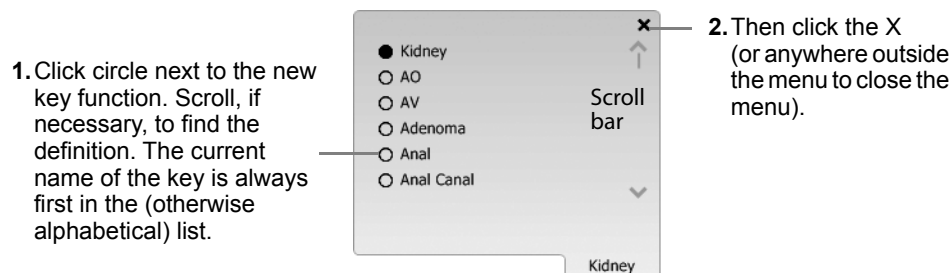 1. Click circle next to the new
key function. Scroll, if
necessary, to find the
definition. The current
name of the key is always
first in the (otherwise
alphabetical) list.
Kidney
AO
AV
Adenoma
Anal
Anal Canal
Scroll
bar
Kidney
2. Then click the X
(or anywhere outside
the menu to close the
menu).